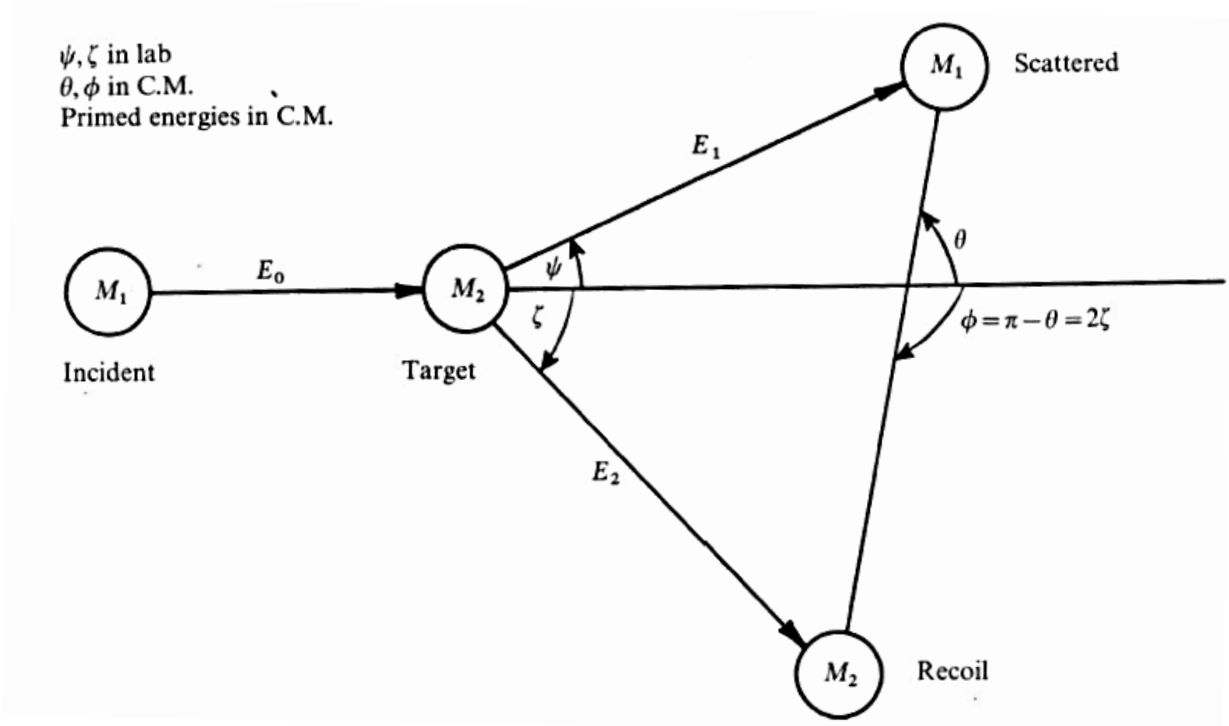 ψ, ζ in lab
θ, ϕ in C.M.
Primed energies in C.M.
M₁
Scattered
E₁
θ
M₁
E₀
M₂
ψ
ζ
ϕ = π − θ = 2ζ
Incident
Target
E₂
M₂
Recoil